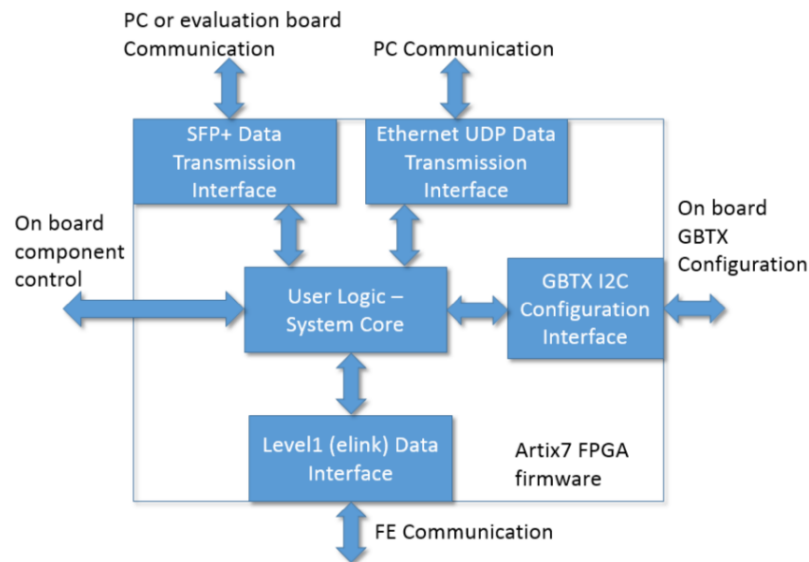 PC or evaluation board
Communication
PC Communication
SFP+ Data
Transmission
Interface
Ethernet UDP Data
Transmission
Interface
On board
component
control
On board
GBTX
Configuration
User Logic –
System Core
GBTX I2C
Configuration
Interface
Level1 (elink) Data
Interface
Artix7 FPGA
firmware
FE Communication